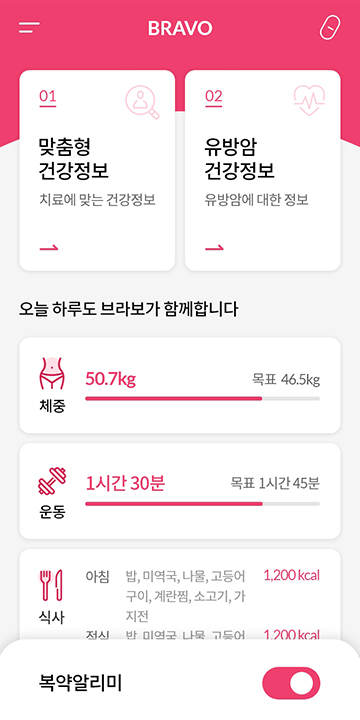 BRAVO
01
맞춤형
건강정보
치료에 맞는 건강정보
02
유방암
건강정보
유방암에 대한 정보
오늘 하루도 브라보가 함께합니다
체중
50.7kg
목표 46.5kg
운동
1시간 30분
목표 1시간 45분
식사
아침
밥, 미역국, 나물, 고등어
구이, 계란찜, 소고기, 가
지전
1,200 kcal
점심
밥, 미역국, 나물, 고등어
1,200 kcal
복약알리미